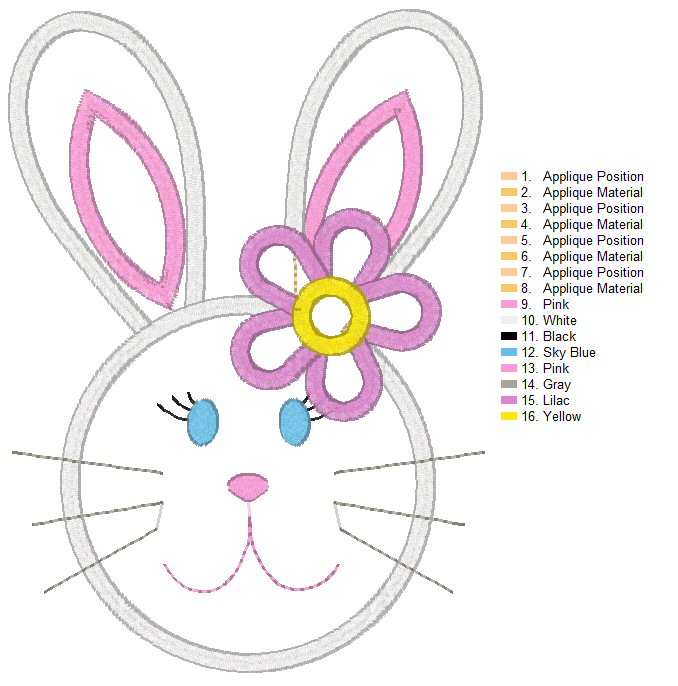 1. Applique Position
2. Applique Material
3. Applique Position
4. Applique Material
5. Applique Position
6. Applique Material
7. Applique Position
8. Applique Material
9. Pink
10. White
11. Black
12. Sky Blue
13. Pink
14. Gray
15. Lilac
16. Yellow